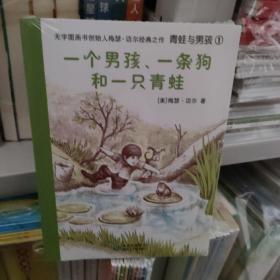 无字图画书创始人梅瑟·迈尔经典之作 青蛙与男孩①
一个男孩、一条狗
和一只青蛙
[美]梅瑟·迈尔 著